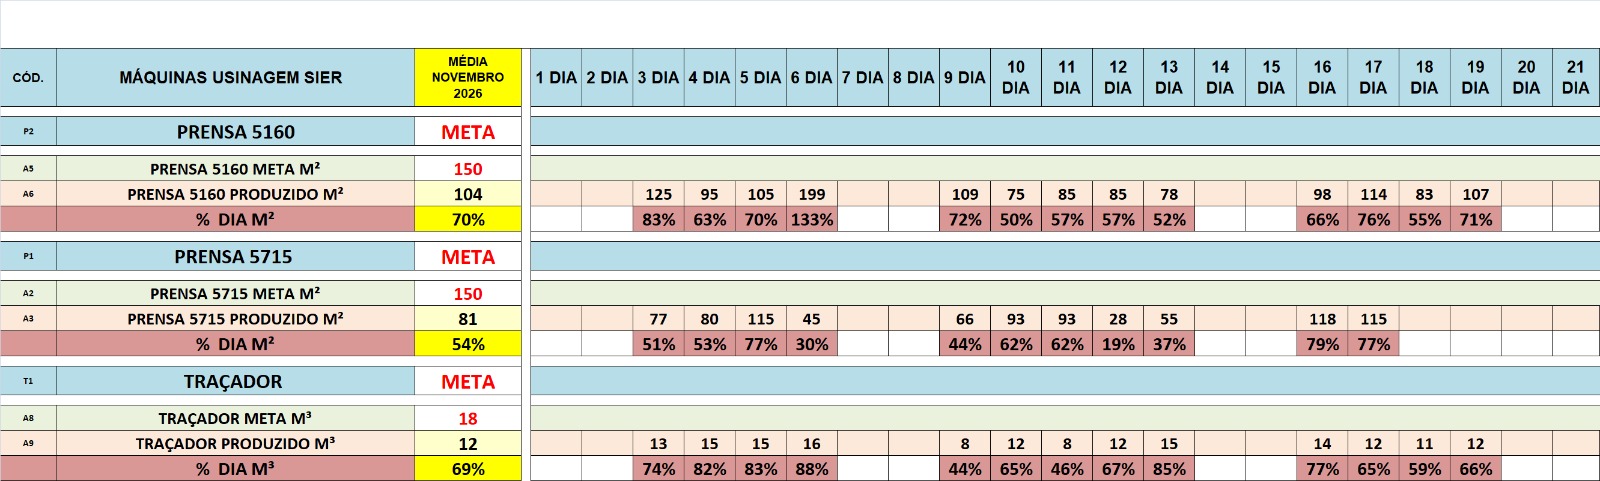 CÓD. MÁQUINAS USINAGEM SIER MÉDIA NOVEMBRO 2026 1 DIA 2 DIA 3 DIA 4 DIA 5 DIA 6 DIA 7 DIA 8 DIA 9 DIA 10 DIA 11 DIA 12 DIA 13 DIA 14 DIA 15 DIA 16 DIA 17 DIA 18 DIA 19 DIA 20 DIA 21 DIA
P2 PRENSA 5160 META
A5 PRENSA 5160 META M² 150
A6 PRENSA 5160 PRODUZIDO M² 104 125 95 105 199 109 75 85 85 78 98 114 83 107
% DIA M² 70% 83% 63% 70% 133% 72% 50% 57% 57% 52% 66% 76% 55% 71%
P1 PRENSA 5715 META
A2 PRENSA 5715 META M² 150
A3 PRENSA 5715 PRODUZIDO M² 81 77 80 115 45 66 93 93 28 55 118 115
% DIA M² 54% 51% 53% 77% 30% 44% 62% 62% 19% 37% 79% 77%
T1 TRAÇADOR META
A8 TRAÇADOR META M³ 18
A9 TRAÇADOR PRODUZIDO M³ 12 13 15 15 16 8 12 8 12 15 14 12 11 12
% DIA M³ 69% 74% 82% 83% 88% 44% 65% 46% 67% 85% 77% 65% 59% 66%